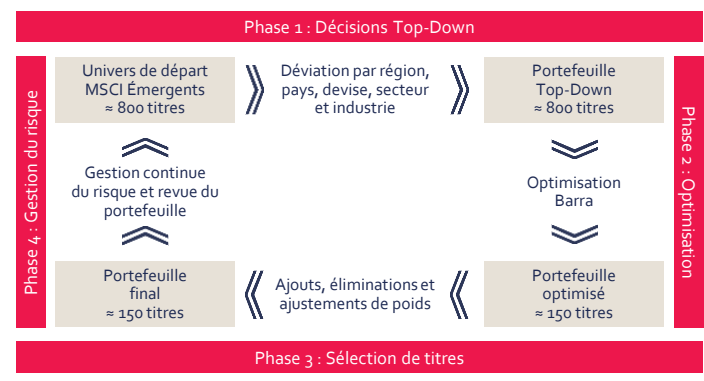 Phase 1 : Décisions Top-Down
Univers de départ
MSCI Émergents
≈ 800 titres
Déviation par région,
pays, devise, secteur
et industrie
Portefeuille
Top-Down
≈ 800 titres
Phase 2 : Optimisation
Optimisation
Barra
Portefeuille
optimisé
≈ 150 titres
Ajouts, éliminations et
ajustements de poids
Phase 3 : Sélection de titres
Portefeuille
final
≈ 150 titres
Gestion continue
du risque et revue du
portefeuille
Phase 4 : Gestion du risque